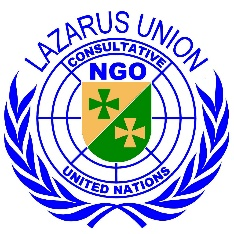 LAZARUS UNION
CONSULTATIVE
NGO
UNITED NATIONS